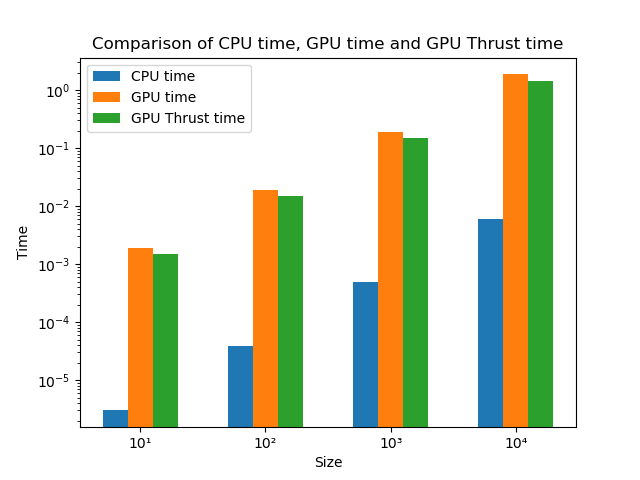 Comparison of CPU time, GPU time and GPU Thrust time
CPU time
GPU time
GPU Thrust time
10⁰
10⁻¹
10⁻²
10⁻³
10⁻⁴
10⁻⁵
Time
10¹ 10² 10³ 10⁴
Size